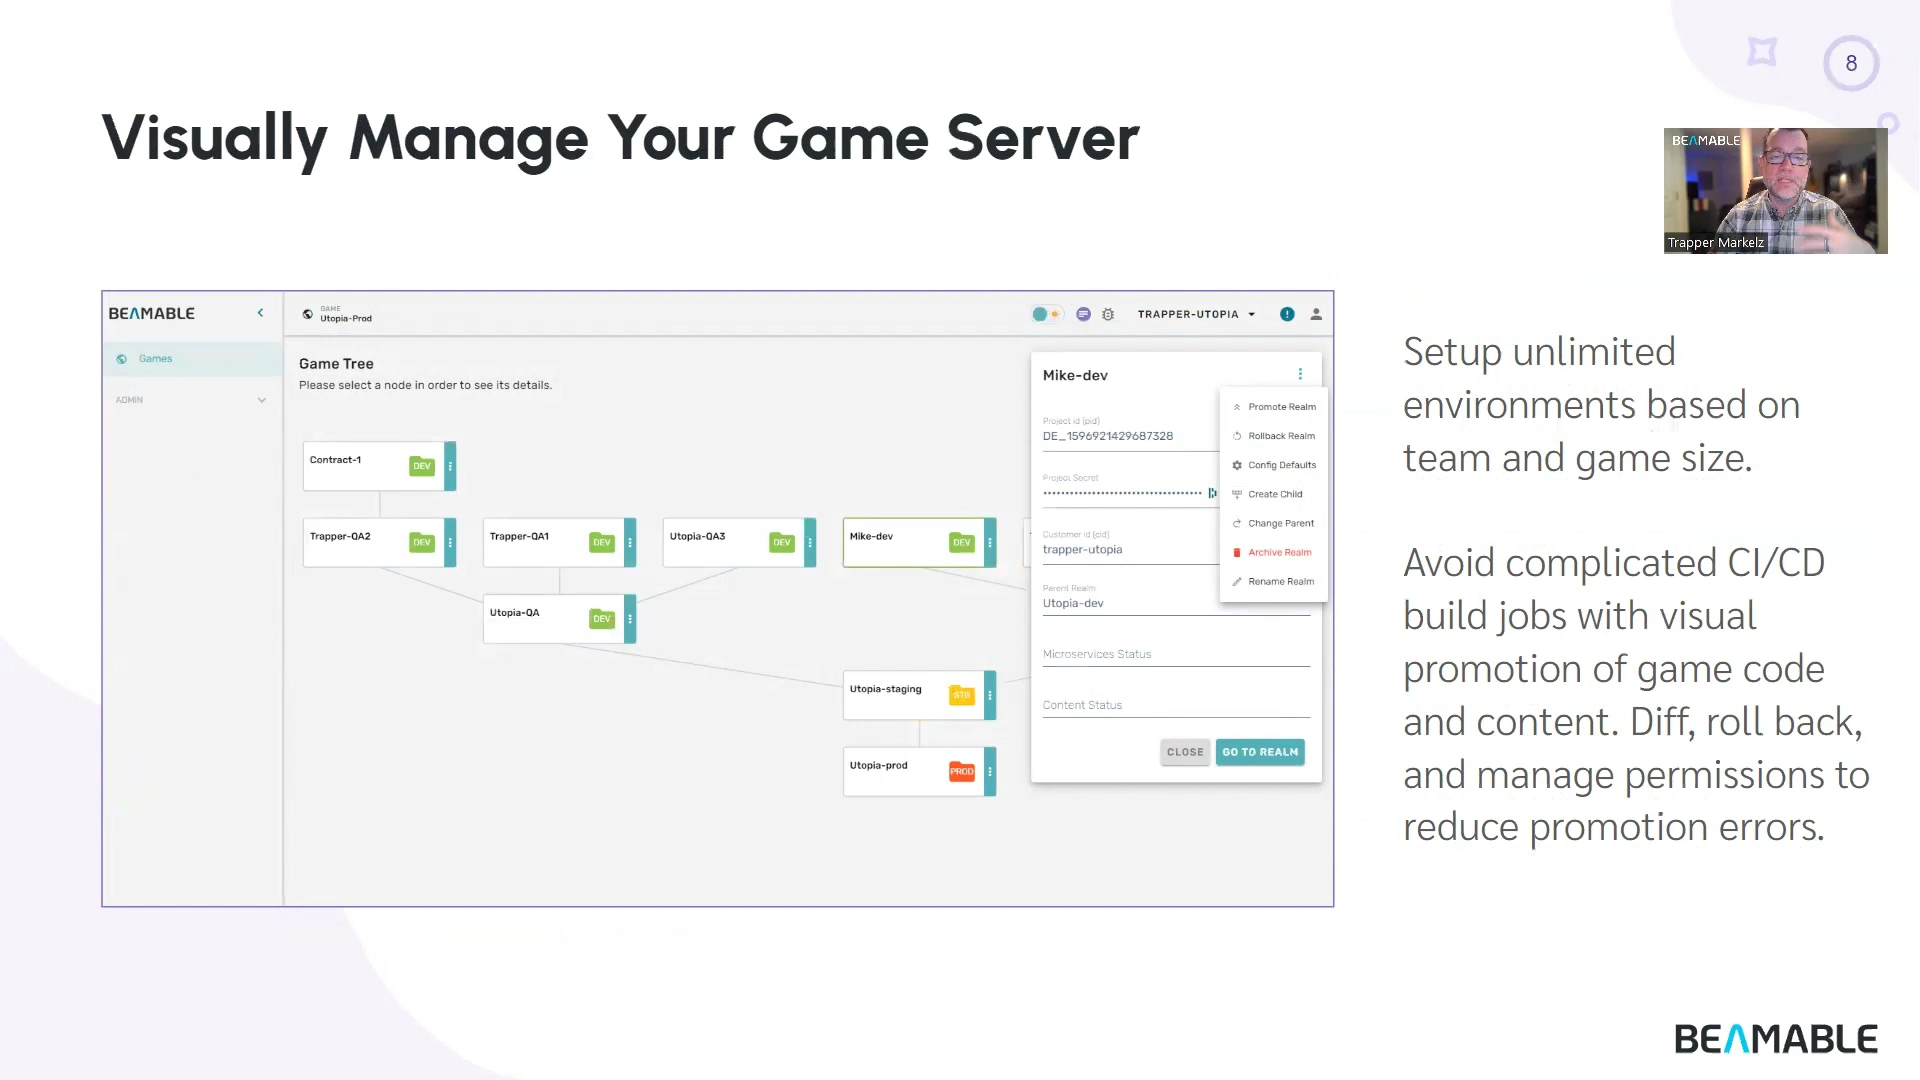 8
Visually Manage Your Game Server
BEAMABLE
Trapper Markelz
BEAMABLE
GAME
Utopia-Prod
TRAPPER-UTOPIA
Games
ADMIN
Game Tree
Please select a node in order to see its details.
Contract-1
DEV
Trapper-QA2
DEV
Trapper-QA1
DEV
Utopia-QA3
DEV
Mike-dev
DEV
Utopia-QA
DEV
Utopia-staging
STG
Utopia-prod
PROD
Mike-dev
Project id (pid)
DE_1596921429687328
Project Secret
Customer id (cid)
trapper-utopia
Parent Realm
Utopia-dev
Microservices Status
Content Status
CLOSE
GO TO REALM
Promote Realm
Rollback Realm
Config Defaults
Create Child
Change Parent
Archive Realm
Rename Realm
Setup unlimited
environments based on
team and game size.
Avoid complicated CI/CD
build jobs with visual
promotion of game code
and content. Diff, roll back,
and manage permissions to
reduce promotion errors.
BEAMABLE